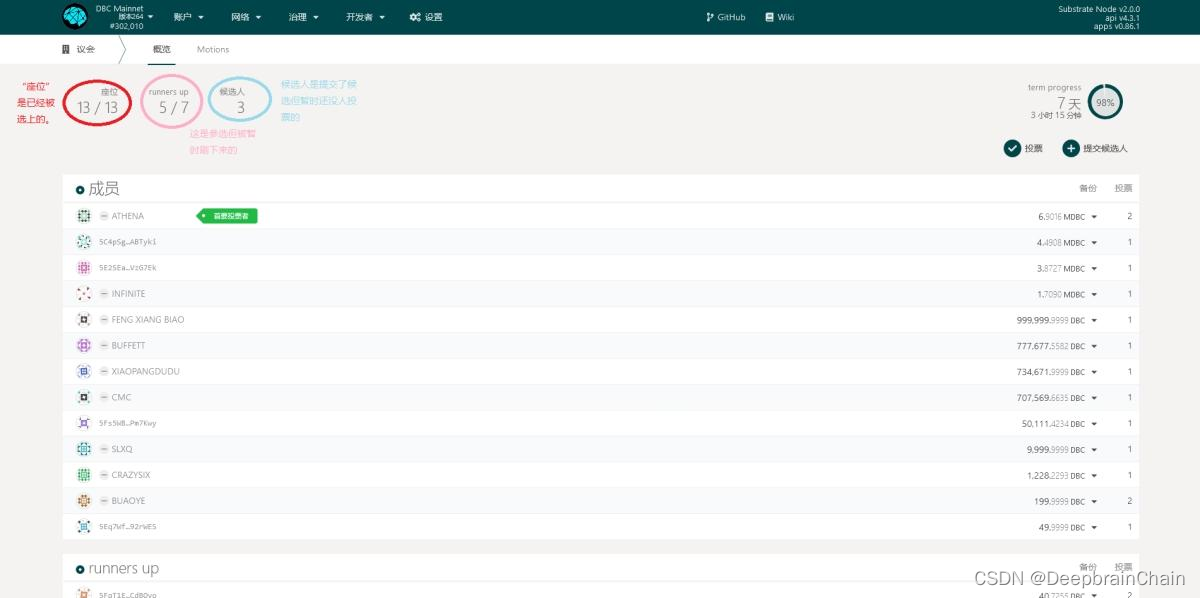 DBC Mainnet
版本264
#302,010
账户
网络
治理
开发者
设置
GitHub
Wiki
Substrate Node v2.0.0
api v4.3.1
apps v0.86.1
议会
概览
Motions
“座位”
是已经被
选上的。
座位
13 / 13
runners up
5 / 7
候选人
3
候选人是提交了候
选但暂时还没人投
票的
这是参选但被暂
时刷下来的
term progress
7 天
3 小时 15 分钟
98%
投票
提交候选人
成员 备份 投票
ATHENA 首要投票者 6.9016 MDBC 2
5C4pSg…ABTyki 4.4908 MDBC 1
5E2SEa…VzG7Ek 3.8727 MDBC 1
INFINITE 1.7090 MDBC 1
FENG XIANG BIAO 999,999.9999 DBC 1
BUFFETT 777,677.5582 DBC 1
XIAOPANGDUDU 734,671.9999 DBC 1
CMC 707,569.6635 DBC 1
5Fs5WB…Pm7Kwy 50,111.4234 DBC 1
SLXQ 9,999.9999 DBC 1
CRAZYSIX 1,228.2293 DBC 1
BUAOYE 199.9999 DBC 2
5Eq7Wf…92rWES 49.9999 DBC 1
runners up 备份 投票
5FqT1E…CdBQvo 40.7255 DBC 2
CSDN @DeepbrainChain